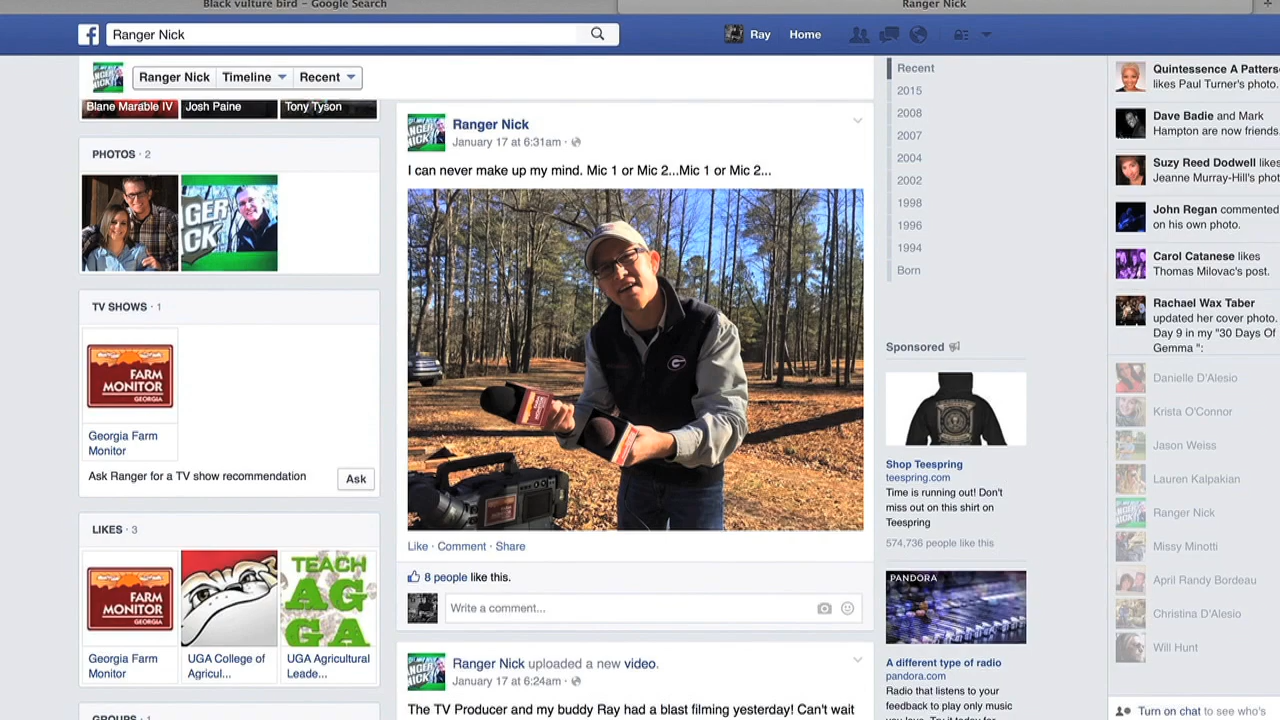 Black vulture bird – Google Search
Ranger Nick
Ranger Nick
Ray
Home
Ranger Nick
Timeline
Recent
Blane Marable IV
Josh Paine
Tony Tyson
PHOTOS · 2
TV SHOWS · 1
FARM
MONITOR
GEORGIA
Georgia Farm
Monitor
Ask Ranger for a TV show recommendation
Ask
LIKES · 3
FARM
MONITOR
GEORGIA
TEACH
AG
GA
Georgia Farm
Monitor
UGA College of
Agricul...
UGA Agricultural
Leade...
GROUPS · 1
Ranger Nick
January 17 at 6:31am
I can never make up my mind. Mic 1 or Mic 2...Mic 1 or Mic 2...
G
Like · Comment · Share
8 people like this.
Write a comment...
Ranger Nick uploaded a new video.
January 17 at 6:24am
The TV Producer and my buddy Ray had a blast filming yesterday! Can't wait
Recent
2015
2008
2007
2004
2002
1998
1996
1994
Born
Sponsored
Shop Teespring
teespring.com
Time is running out! Don't
miss out on this shirt on
Teespring
574,736 people like this
PANDORA
A different type of radio
pandora.com
Radio that listens to your
feedback to play only music
you love. Try it today for
Quintessence A Patters
likes Paul Turner's photo.
Dave Badie and Mark
Hampton are now friends.
Suzy Reed Dodwell likes
Jeanne Murray-Hill's phot
John Regan commented
on his own photo.
Carol Catanese likes
Thomas Milovac's post.
Rachael Wax Taber
updated her cover photo.
Day 9 in my "30 Days Of
Gemma ":
Danielle D'Alesio
Krista O'Connor
Jason Weiss
Lauren Kalpakian
Ranger Nick
Missy Minotti
April Randy Bordeau
Christina D'Alesio
Will Hunt
Turn on chat to see who's